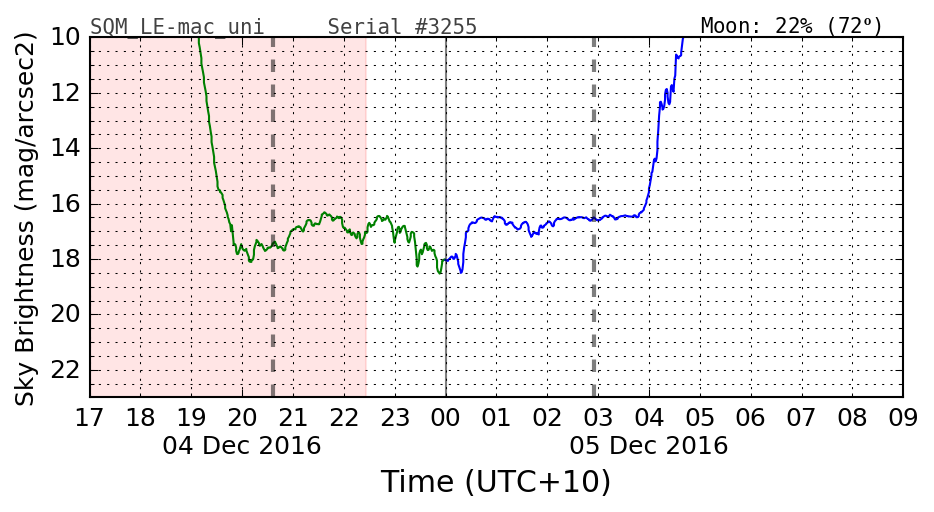 SQM_LE-mac_uni Serial #3255 Moon: 22% (72°)
10
12
14
16
18
20
22
Sky Brightness (mag/arcsec2)
17 18 19 20 21 22 23 00 01 02 03 04 05 06 07 08 09
04 Dec 2016 05 Dec 2016
Time (UTC+10)